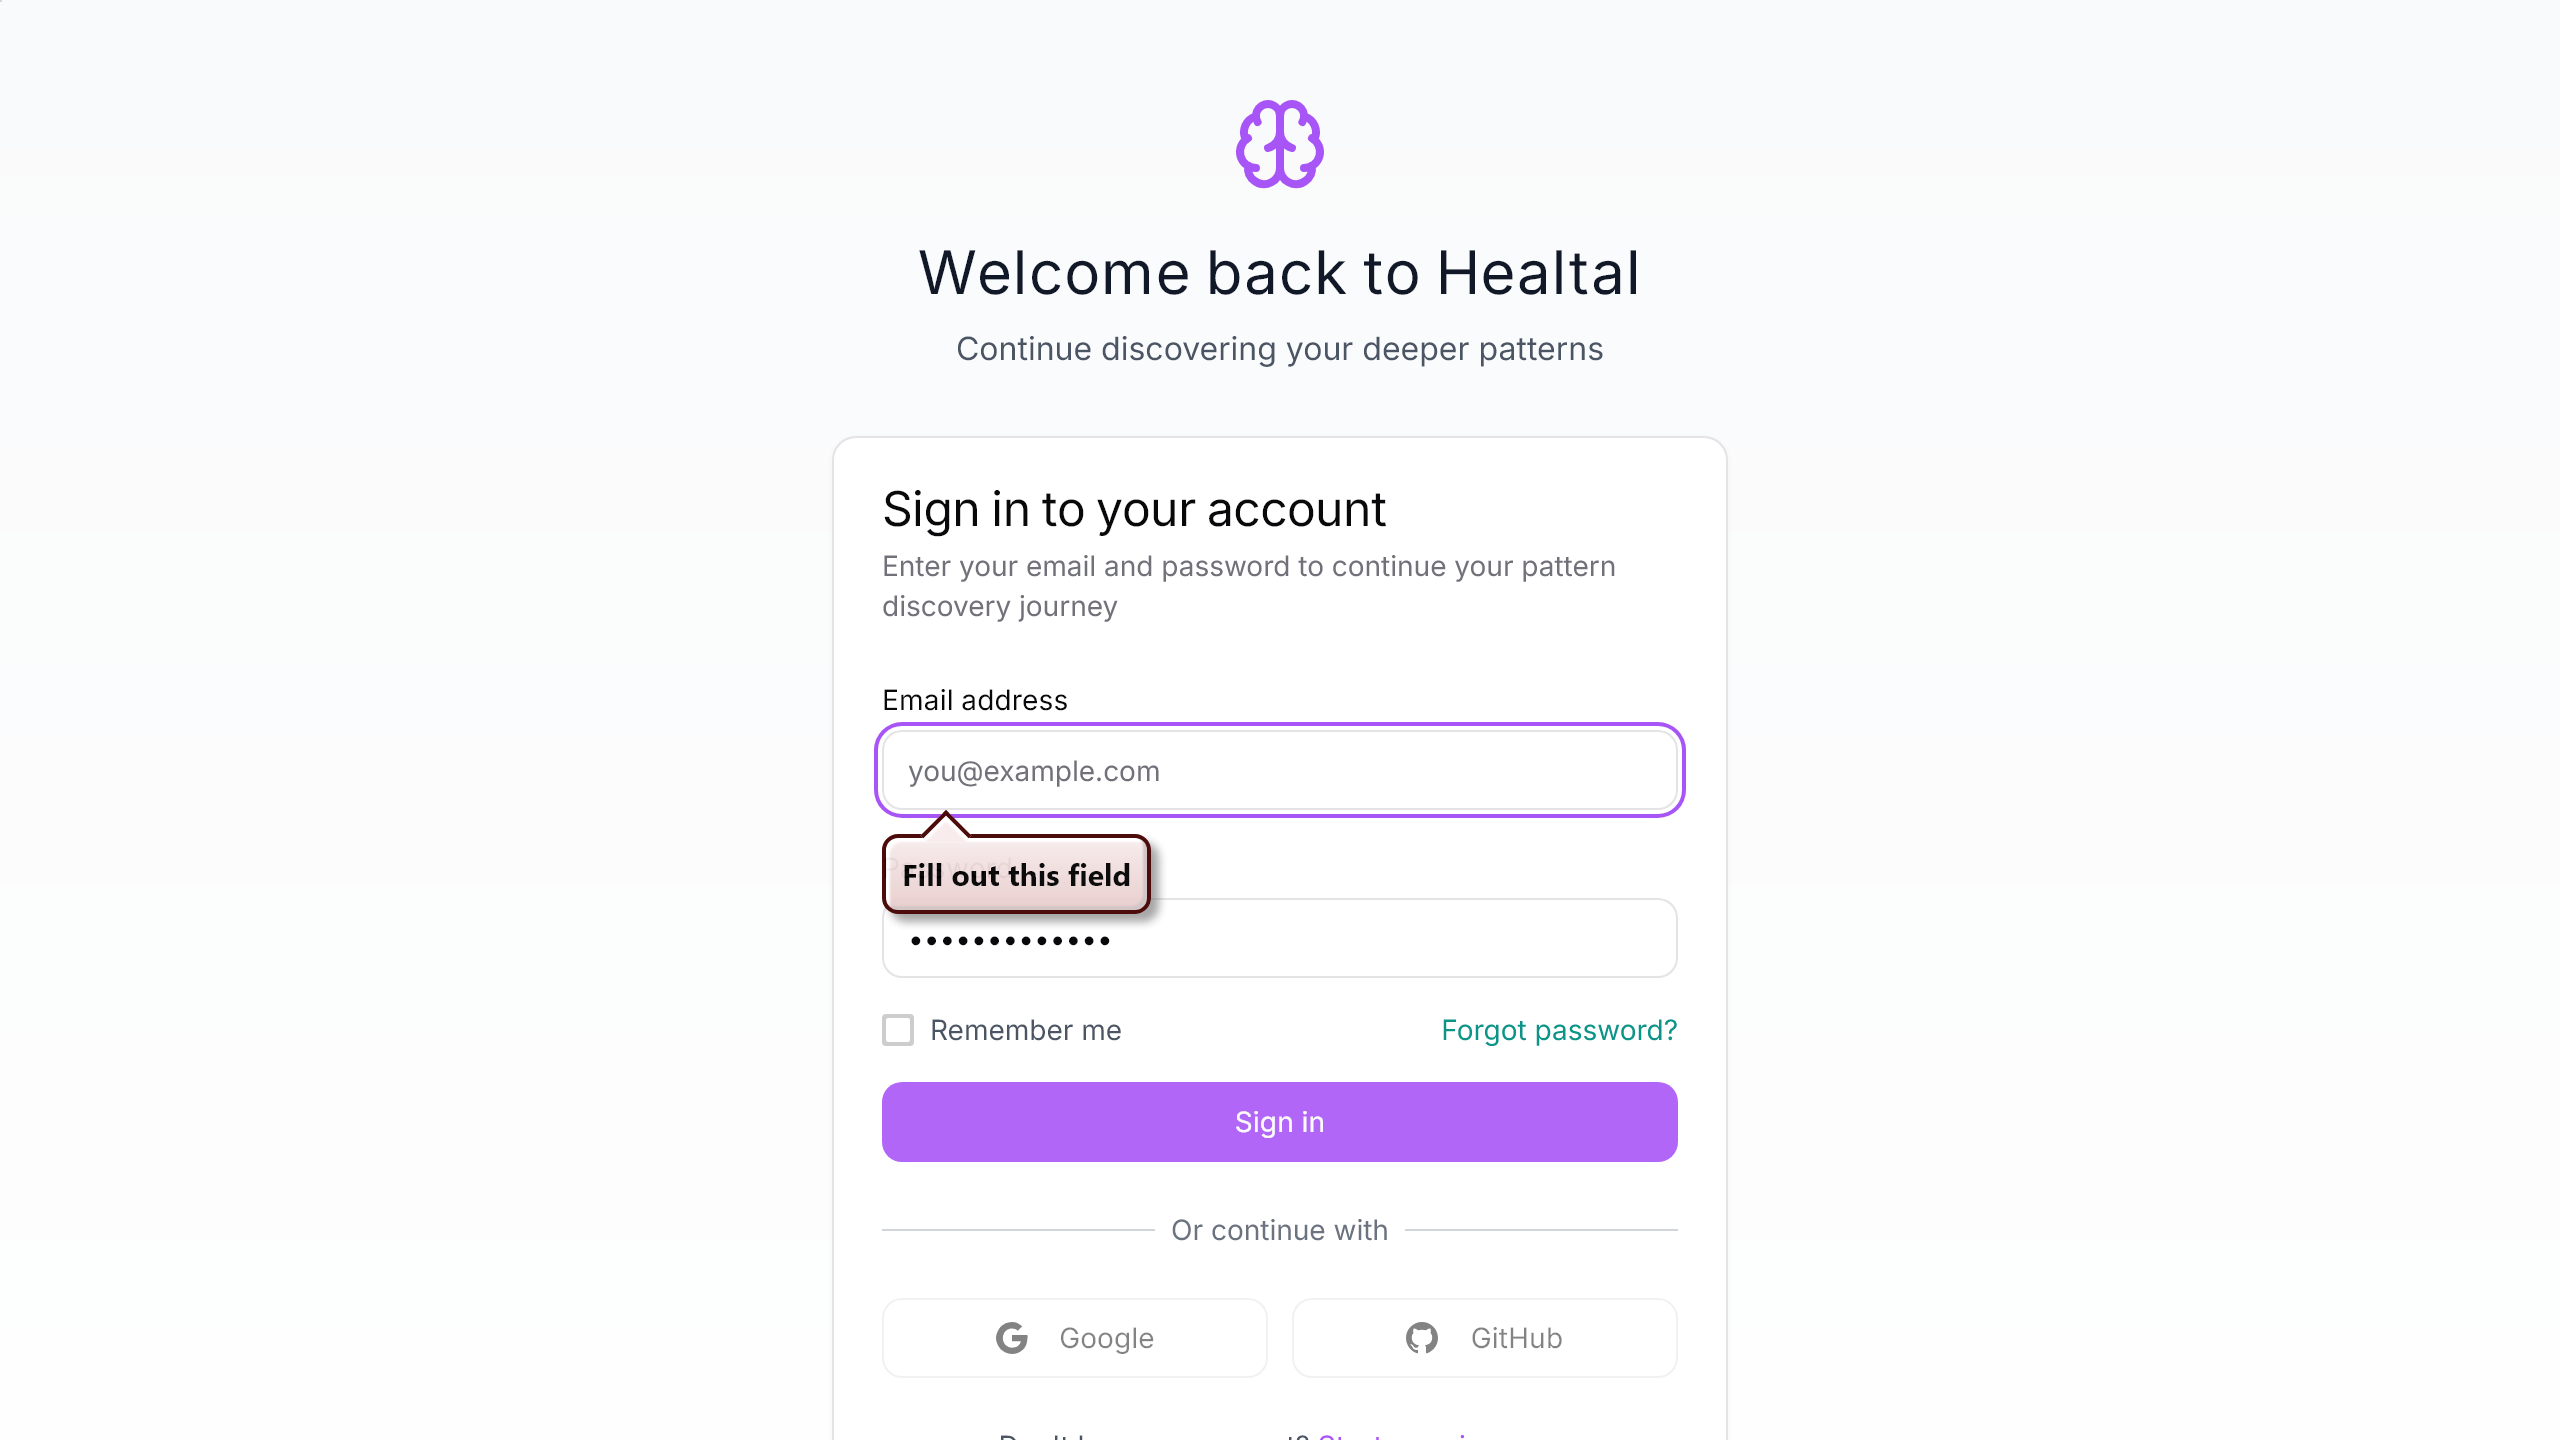 Welcome back to Healtal
Continue discovering your deeper patterns
Sign in to your account
Enter your email and password to continue your pattern
discovery journey
Email address
you@example.com
Fill out this field
•••••••••••••
Remember me
Forgot password?
Sign in
Or continue with
Google
GitHub